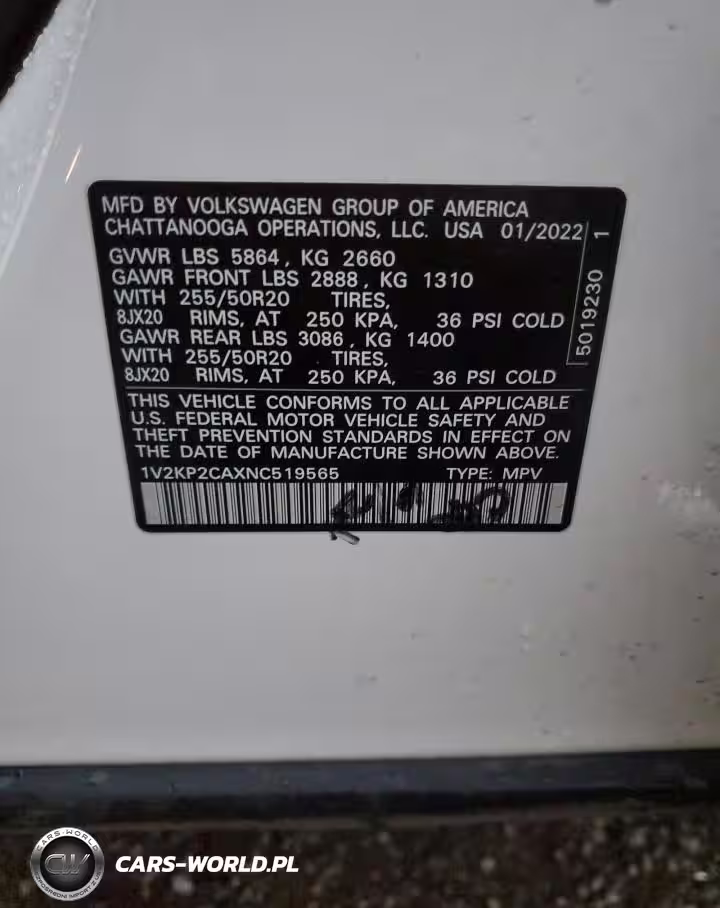 MFD BY VOLKSWAGEN GROUP OF AMERICA
CHATTANOOGA OPERATIONS, LLC. USA 01/2022
GVWR LBS 5864, KG 2660
GAWR FRONT LBS 2888, KG 1310
WITH 255/50R20 TIRES,
8JX20 RIMS, AT 250 KPA, 36 PSI COLD
GAWR REAR LBS 3086, KG 1400
WITH 255/50R20 TIRES,
8JX20 RIMS, AT 250 KPA, 36 PSI COLD
5019230 1
THIS VEHICLE CONFORMS TO ALL APPLICABLE
U.S. FEDERAL MOTOR VEHICLE SAFETY AND
THEFT PREVENTION STANDARDS IN EFFECT ON
THE DATE OF MANUFACTURE SHOWN ABOVE.
1V2KP2CAXNC519565 TYPE: MPV
CARS-WORLD.PL
CARS-WORLD
CW